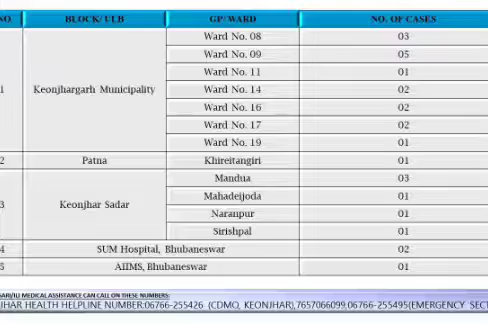 NO BLOCK/ ULB GP/WARD NO. OF CASES
1 Keonjhargarh Municipality Ward No. 08 03
Ward No. 09 05
Ward No. 11 01
Ward No. 14 02
Ward No. 16 02
Ward No. 17 02
Ward No. 19 01
2 Patna Khireitangiri 01
3 Keonjhar Sadar Mandua 03
Mahadeijoda 01
Naranpur 01
Sirishpal 01
4 SUM Hospital, Bhubaneswar 02
5 AIIMS, Bhubaneswar 01
SARI/ILI MEDICAL ASSISTANCE CAN CALL ON THESE NUMBERS:
JHAR HEALTH HELPLINE NUMBER:06766-255426 (CDMO, KEONJHAR),7657066099,06766-255495(EMERGENCY SECT